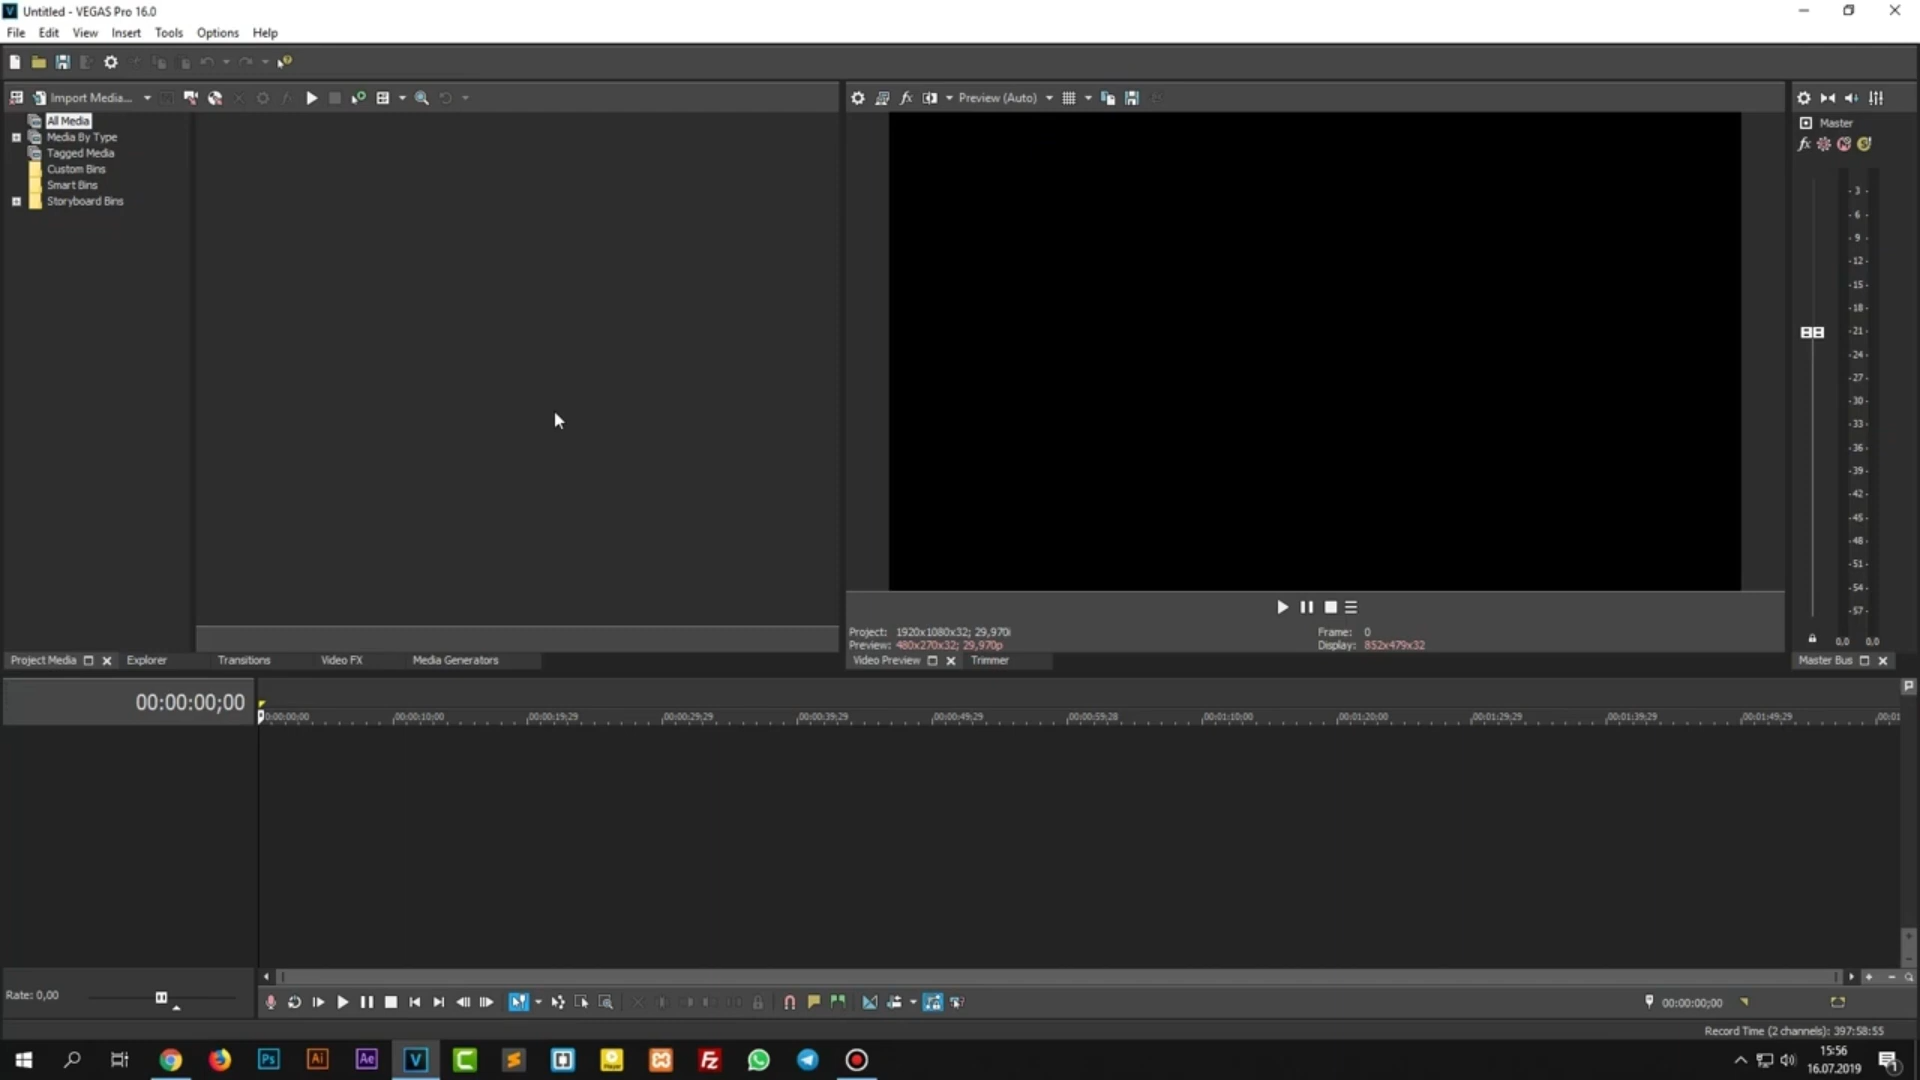 Untitled - VEGAS Pro 16.0
File Edit View Insert Tools Options Help
Import Media...
Preview (Auto)
All Media
Media By Type
Tagged Media
Custom Bins
Smart Bins
Storyboard Bins
Master
fx
- 3 -
- 6 -
- 9 -
-12-
-15-
-18-
-21-
-24-
-27-
-30-
-33-
-36-
-39-
-42-
-45-
-48-
-51-
-54-
-57-
0,0 0,0
Project: 1920x1080x32; 29,970i
Preview: 480x270x32; 29,970p
Frame: 0
Display: 852x479x32
Project Media Explorer Transitions Video FX Media Generators
Video Preview Trimmer
Master Bus
00:00:00;00
0:00:00;00 00:00:10;00 00:00:19;29 00:00:29;29 00:00:39;29 00:00:49;29 00:00:59;28 00:01:10;00 00:01:20;00 00:01:29;29 00:01:39;29 00:01:49;29 00:01
Rate: 0,00
00:00:00;00
Record Time (2 channels): 397:58:55
Ps Ai Ae V Fz
15:56
16.07.2019
1